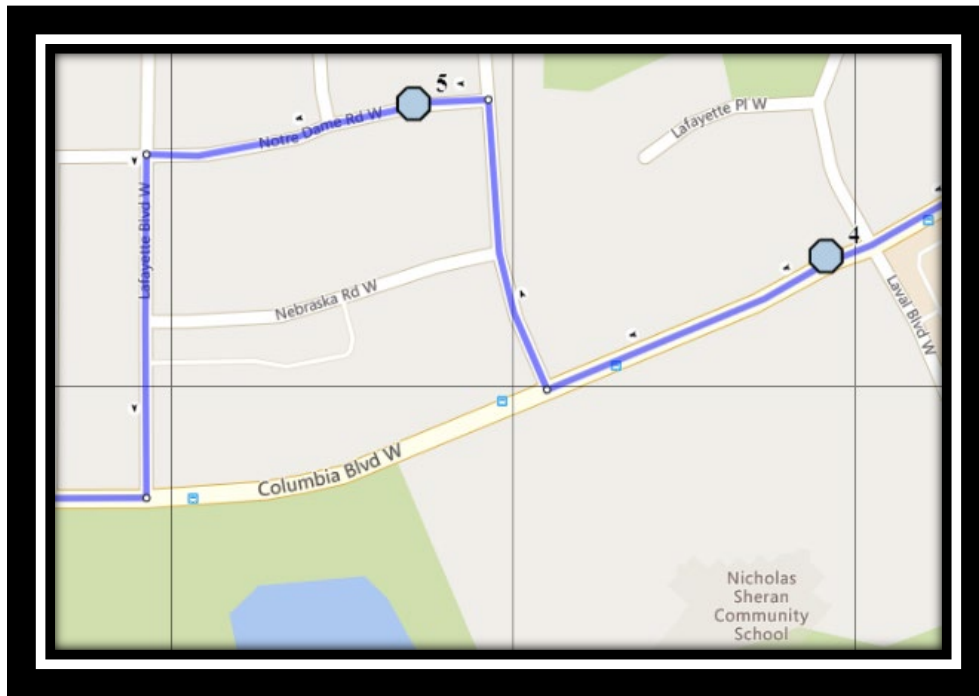 5
Notre Dame Rd W
Lafayette Pl W
Lafayette Blvd W
4
Nebraska Rd W
Laval Blvd W
Columbia Blvd W
Nicholas
Sheran
Community
School